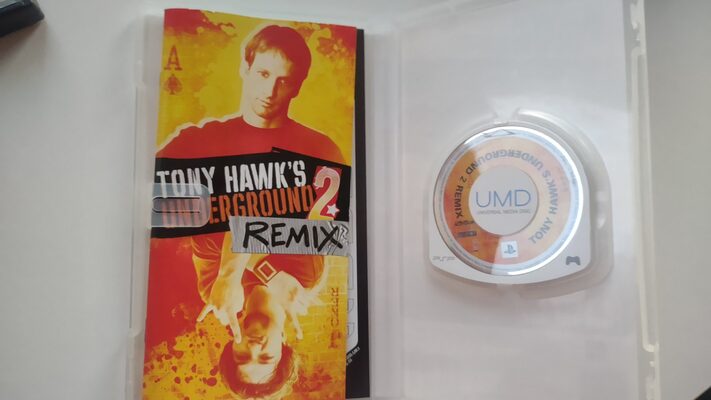 A
TONY HAWK'S
UNDERGROUND 2
REMIX
UMD
UNIVERSAL MEDIA DISC
TONY HAWK'S UNDERGROUND 2 REMIX
PSP